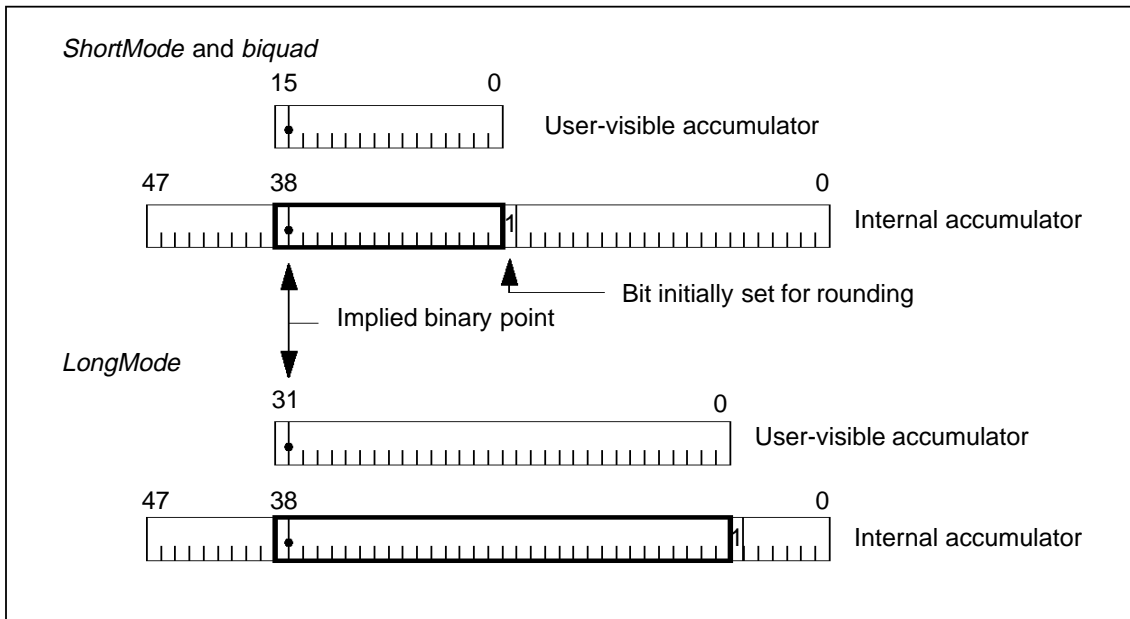 ShortMode and biquad
15 0
User-visible accumulator
47 38 0
1 Internal accumulator
Bit initially set for rounding
Implied binary point
LongMode
31 0
User-visible accumulator
47 38 0
1 Internal accumulator